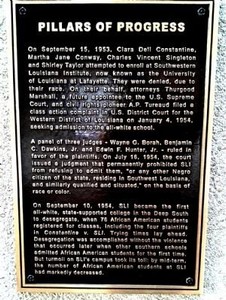 PILLARS OF PROGRESS
On September 15, 1953, Clara Dell Constantine,
Martha Jane Conway, Charles Vincent Singleton
and Shirley Taylor attempted to enroll at Southwestern
Louisiana Institute, now known as the University
of Louisiana at Lafayette. They were denied, due
to their race. On their behalf, attorneys Thurgood
Marshall, a future appointee to the U.S. Supreme
Court, and civil rights pioneer A.P. Tureaud filed a
class action complaint in U.S. District Court for the
Western District of Louisiana on January 4, 1954,
seeking admission to the all-white school.
A panel of three judges - Wayne G. Borah, Benjamin
C. Dawkins, Jr. and Edwin F. Hunter, Jr. - ruled in
favor of the plaintiffs. On July 16, 1954, the court
issued a judgment that permanently prohibited SLI
from refusing to admit them, "or any other Negro
citizen of the state, residing in Southwest Louisiana,
and similarly qualified and situated," on the basis of
race or color.
On September 10, 1954, SLI became the first
all-white, state-supported college in the Deep South
to desegregate, when 75 African American students
registered for classes, including the four plaintiffs
in Constantine v. SLI. Trying times lay ahead.
Desegregation was accomplished without the violence
that occurred later when other southern schools
admitted African American students for the first time.
But turmoil on SLI's campus took its toll; by mid-term,
the number of African American students at SLI
had markedly decreased.